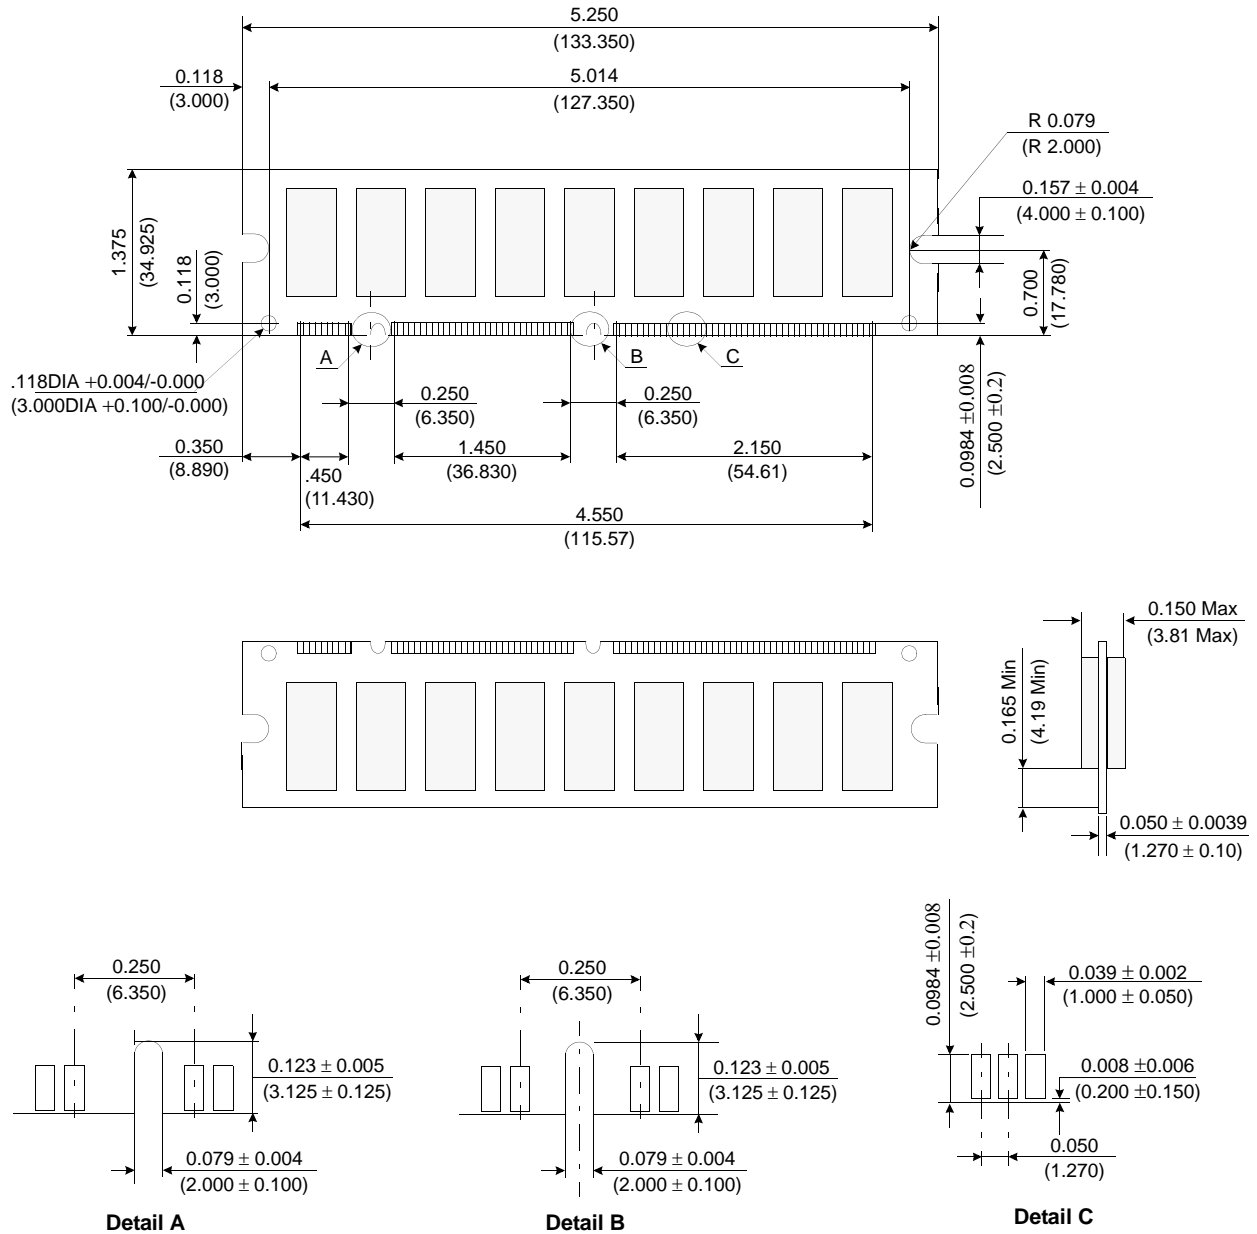 5.250
(133.350)
0.118
(3.000)
5.014
(127.350)
R 0.079
(R 2.000)
0.157 ± 0.004
(4.000 ± 0.100)
1.375
(34.925)
0.118
(3.000)
0.700
(17.780)
A
B
C
.118DIA +0.004/-0.000
(3.000DIA +0.100/-0.000)
0.250
(6.350)
0.250
(6.350)
0.0984 ±0.008
(2.500 ±0.2)
0.350
(8.890)
.450
(11.430)
1.450
(36.830)
2.150
(54.61)
4.550
(115.57)
0.150 Max
(3.81 Max)
0.165 Min
(4.19 Min)
0.050 ± 0.0039
(1.270 ± 0.10)
0.250
(6.350)
0.123 ± 0.005
(3.125 ± 0.125)
0.079 ± 0.004
(2.000 ± 0.100)
Detail A
0.250
(6.350)
0.123 ± 0.005
(3.125 ± 0.125)
0.079 ± 0.004
(2.000 ± 0.100)
Detail B
0.0984 ±0.008
(2.500 ±0.2)
0.039 ± 0.002
(1.000 ± 0.050)
0.008 ±0.006
(0.200 ±0.150)
0.050
(1.270)
Detail C